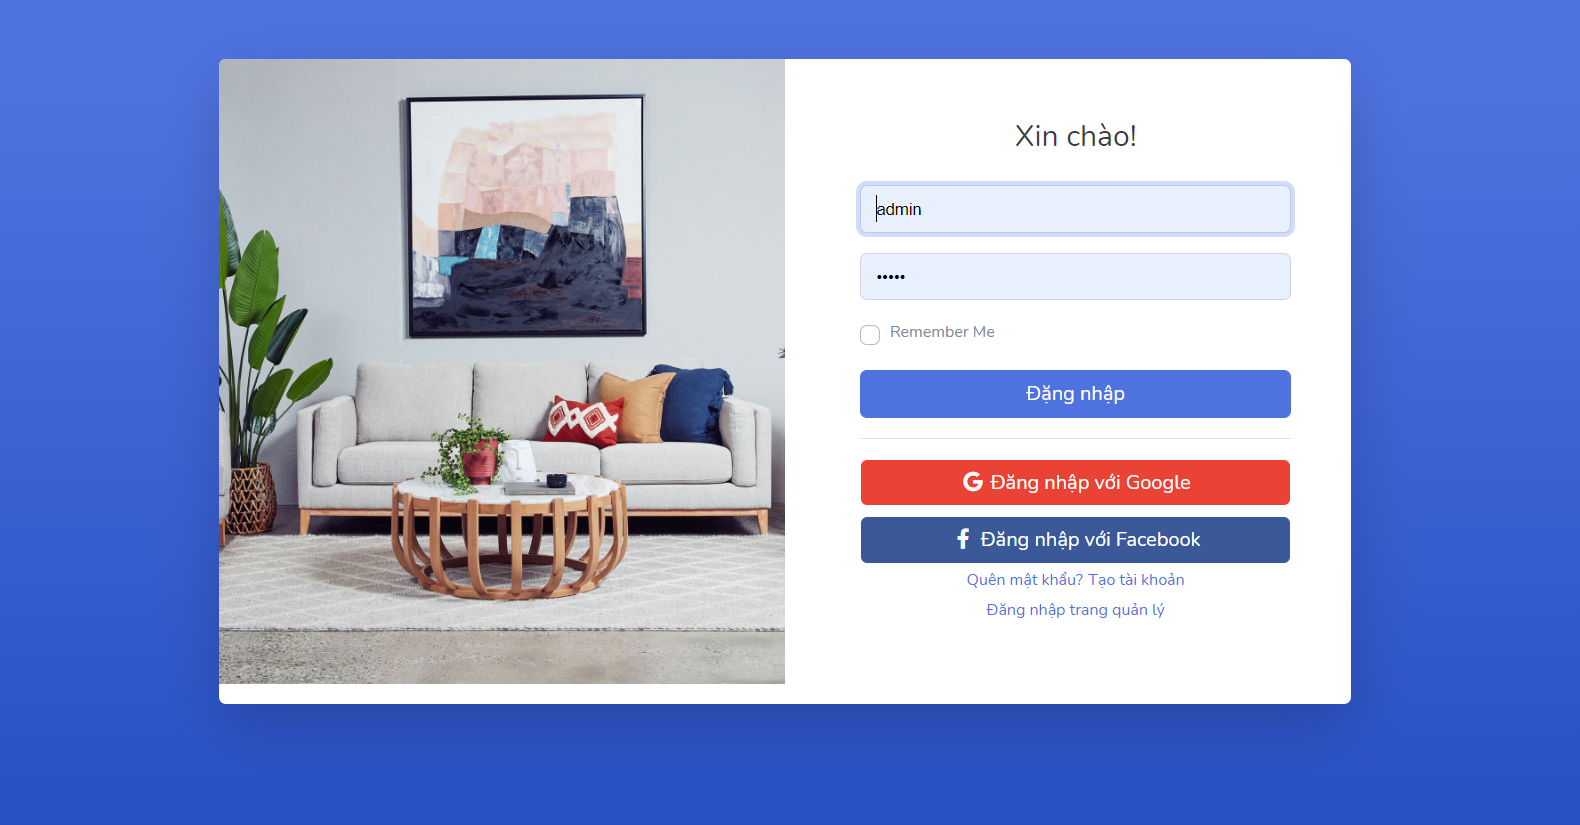 Xin chào!
admin
•••••
Remember Me
Đặng nhập
Đăng nhập với Google
Đăng nhập với Facebook
Quên mật khẩu? Tạo tài khoản
Đăng nhập trang quản lý